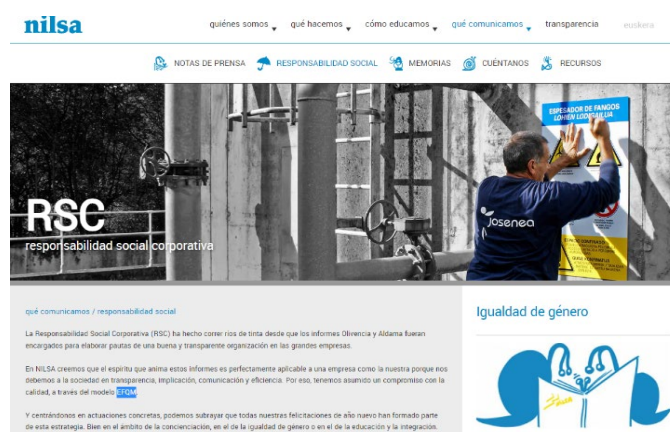 nilsa
quiénes somos qué hacemos cómo educamos qué comunicamos transparencia euskera
NOTAS DE PRENSA RESPONSABILIDAD SOCIAL MEMORIAS CUÉNTANOS RECURSOS
ESPESADOR DE FANGOS
LOHIEN LODIGAILUA
josenea
RSC
responsabilidad social corporativa
qué comunicamos / responsabilidad social
Igualdad de género
La Responsabilidad Social Corporativa (RSC) ha hecho correr ríos de tinta desde que los informes Olivencia y Aldama fueran
encargados para elaborar pautas de una buena y transparente organización en las grandes empresas.
En NILSA creemos que el espíritu que anima estos informes es perfectamente aplicable a una empresa como la nuestra porque nos
debemos a la sociedad en transparencia, implicación, comunicación y eficiencia. Por eso, tenemos asumido un compromiso con la
calidad, a través del modelo EFQM
Y centrándonos en actuaciones concretas, podemos subrayar que todas nuestras felicitaciones de año nuevo han formado parte
de esta estrategia. Bien en el ámbito de la concienciación, en el de la igualdad de género o en el de la educación y la integración.